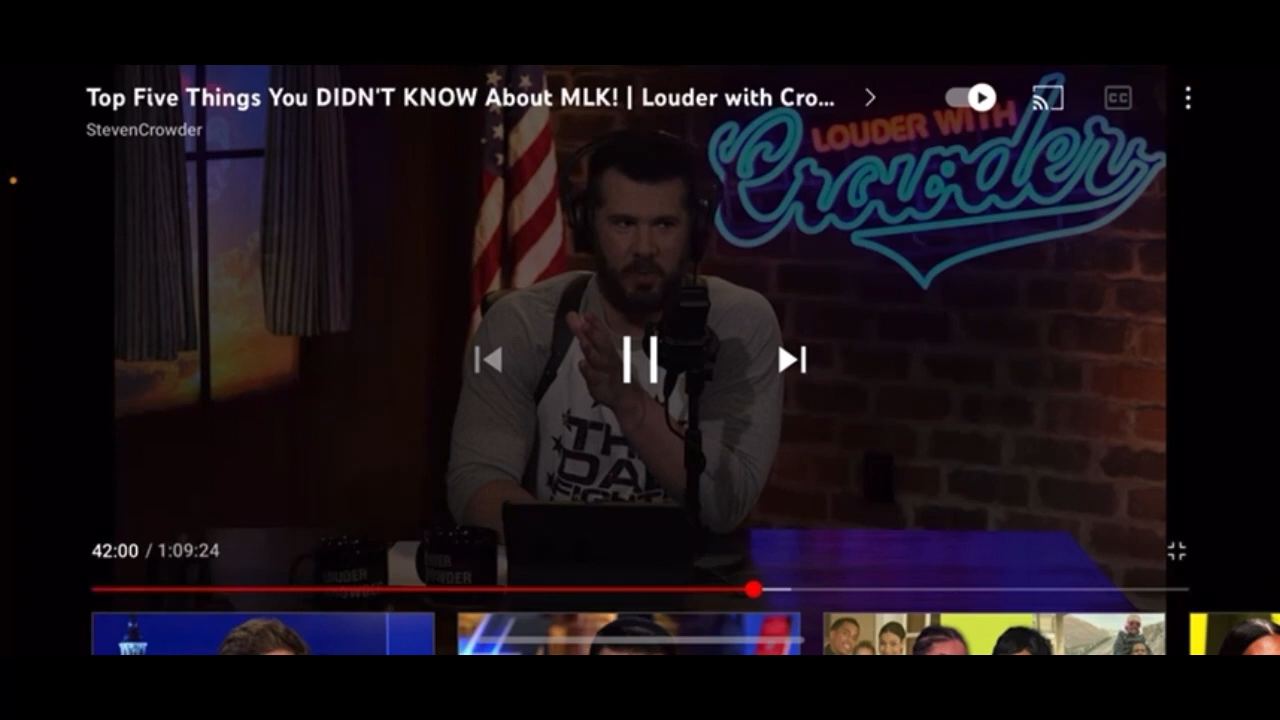 Top Five Things You DIDN'T KNOW About MLK! | Louder with Cro...
StevenCrowder
CC
LOUDER WITH
Crowder
42:00 / 1:09:24